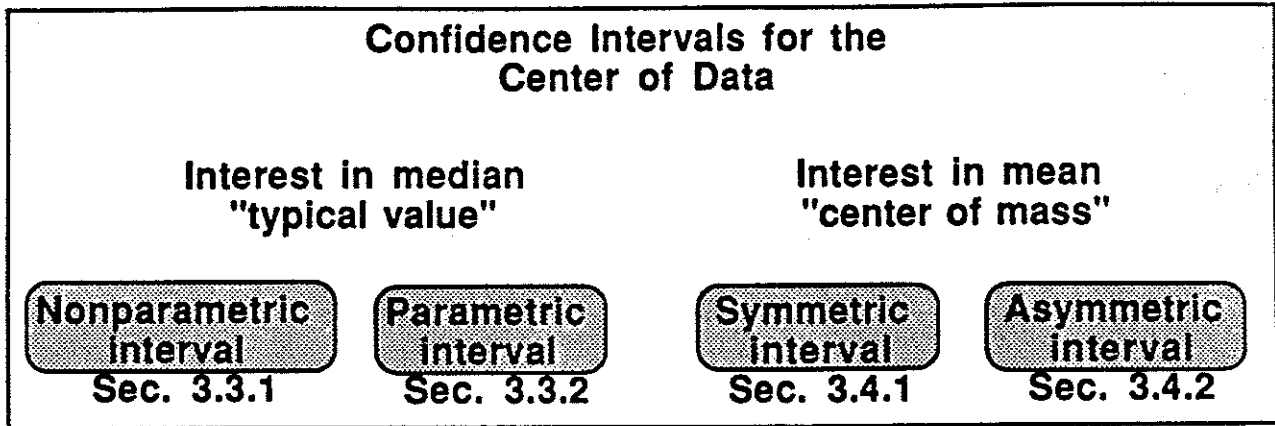 Confidence Intervals for the
Center of Data
Interest in median
"typical value"
Interest in mean
"center of mass"
Nonparametric
interval
Sec. 3.3.1
Parametric
interval
Sec. 3.3.2
Symmetric
interval
Sec. 3.4.1
Asymmetric
interval
Sec. 3.4.2